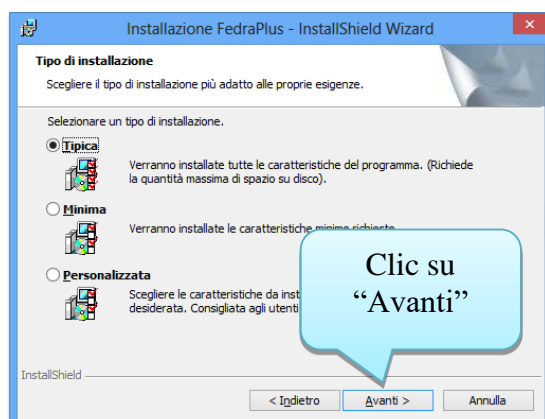 Installazione FedraPlus - InstallShield Wizard
Tipo di installazione
Scegliere il tipo di installazione più adatto alle proprie esigenze.
Selezionare un tipo di installazione.
Tipica
Verranno installate tutte le caratteristiche del programma. (Richiede
la quantità massima di spazio su disco).
Minima
Verranno installate le caratteristiche minime richieste.
Personalizzata
Scegliere le caratteristiche da
desiderata. Consigliata agli utenti
Clic su
“Avanti”
InstallShield
< Indietro
Avanti >
Annulla